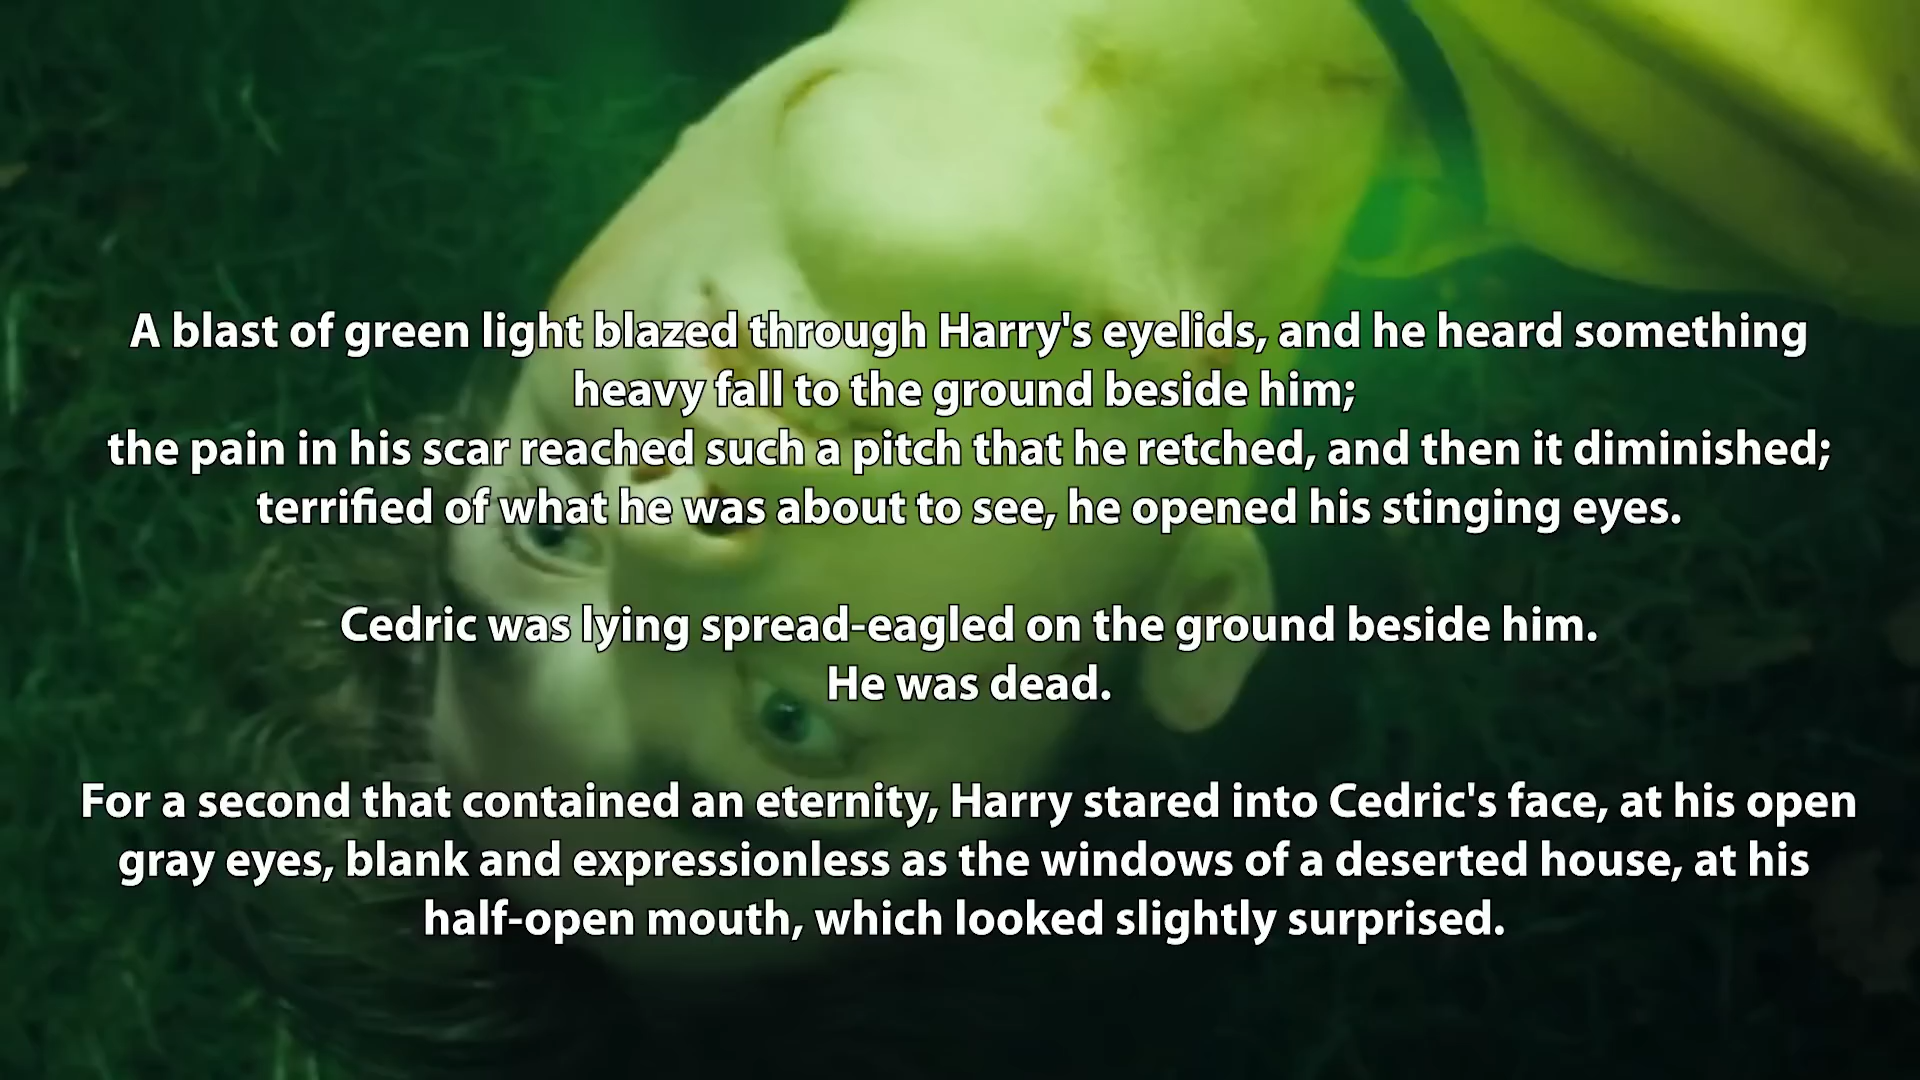 A blast of green light blazed through Harry's eyelids, and he heard something
heavy fall to the ground beside him;
the pain in his scar reached such a pitch that he retched, and then it diminished;
terrified of what he was about to see, he opened his stinging eyes.
Cedric was lying spread-eagled on the ground beside him.
He was dead.
For a second that contained an eternity, Harry stared into Cedric's face, at his open
gray eyes, blank and expressionless as the windows of a deserted house, at his
half-open mouth, which looked slightly surprised.